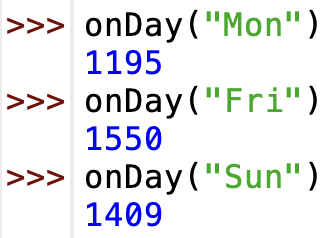 >>> onDay("Mon")
1195
>>> onDay("Fri")
1550
>>> onDay("Sun")
1409